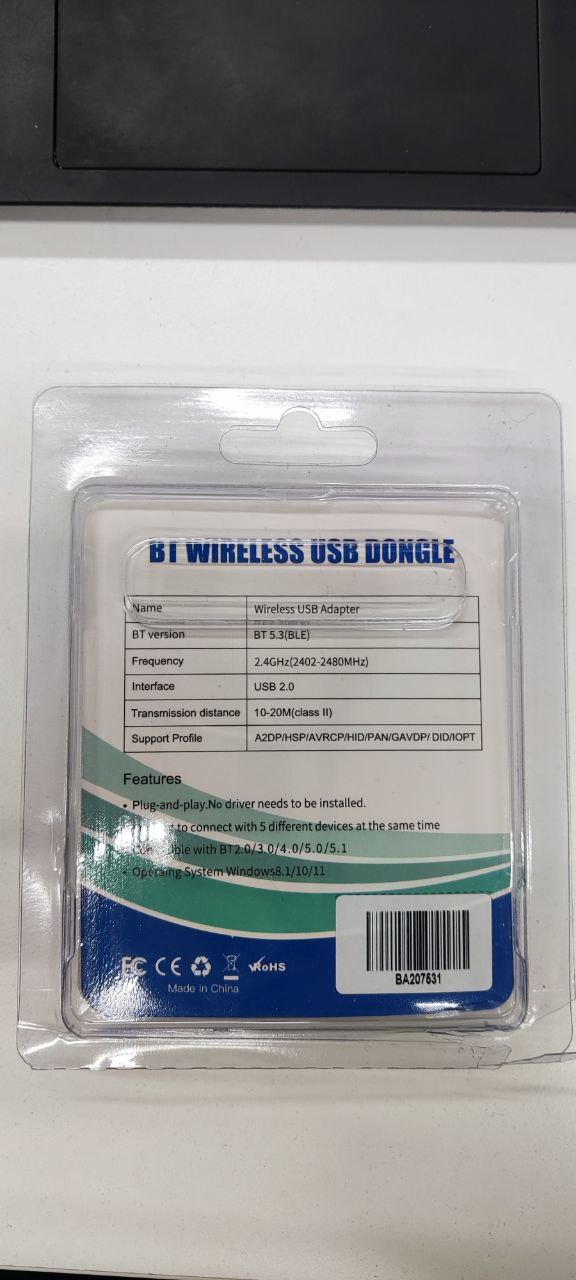 BT WIRELESS USB DONGLE
Name Wireless USB Adapter
BT version BT 5.3(BLE)
Frequency 2.4GHz(2402-2480MHz)
Interface USB 2.0
Transmission distance 10-20M(class II)
Support Profile A2DP/HSP/AVRCP/HID/PAN/GAVDP/ DID/IOPT
Features
• Plug-and-play.No driver needs to be installed.
to connect with 5 different devices at the same time
with BT2.0/3.0/4.0/5.0/5.1
• Operating System Windows8.1/10/11
FC CE RoHS
Made in China
BA207631